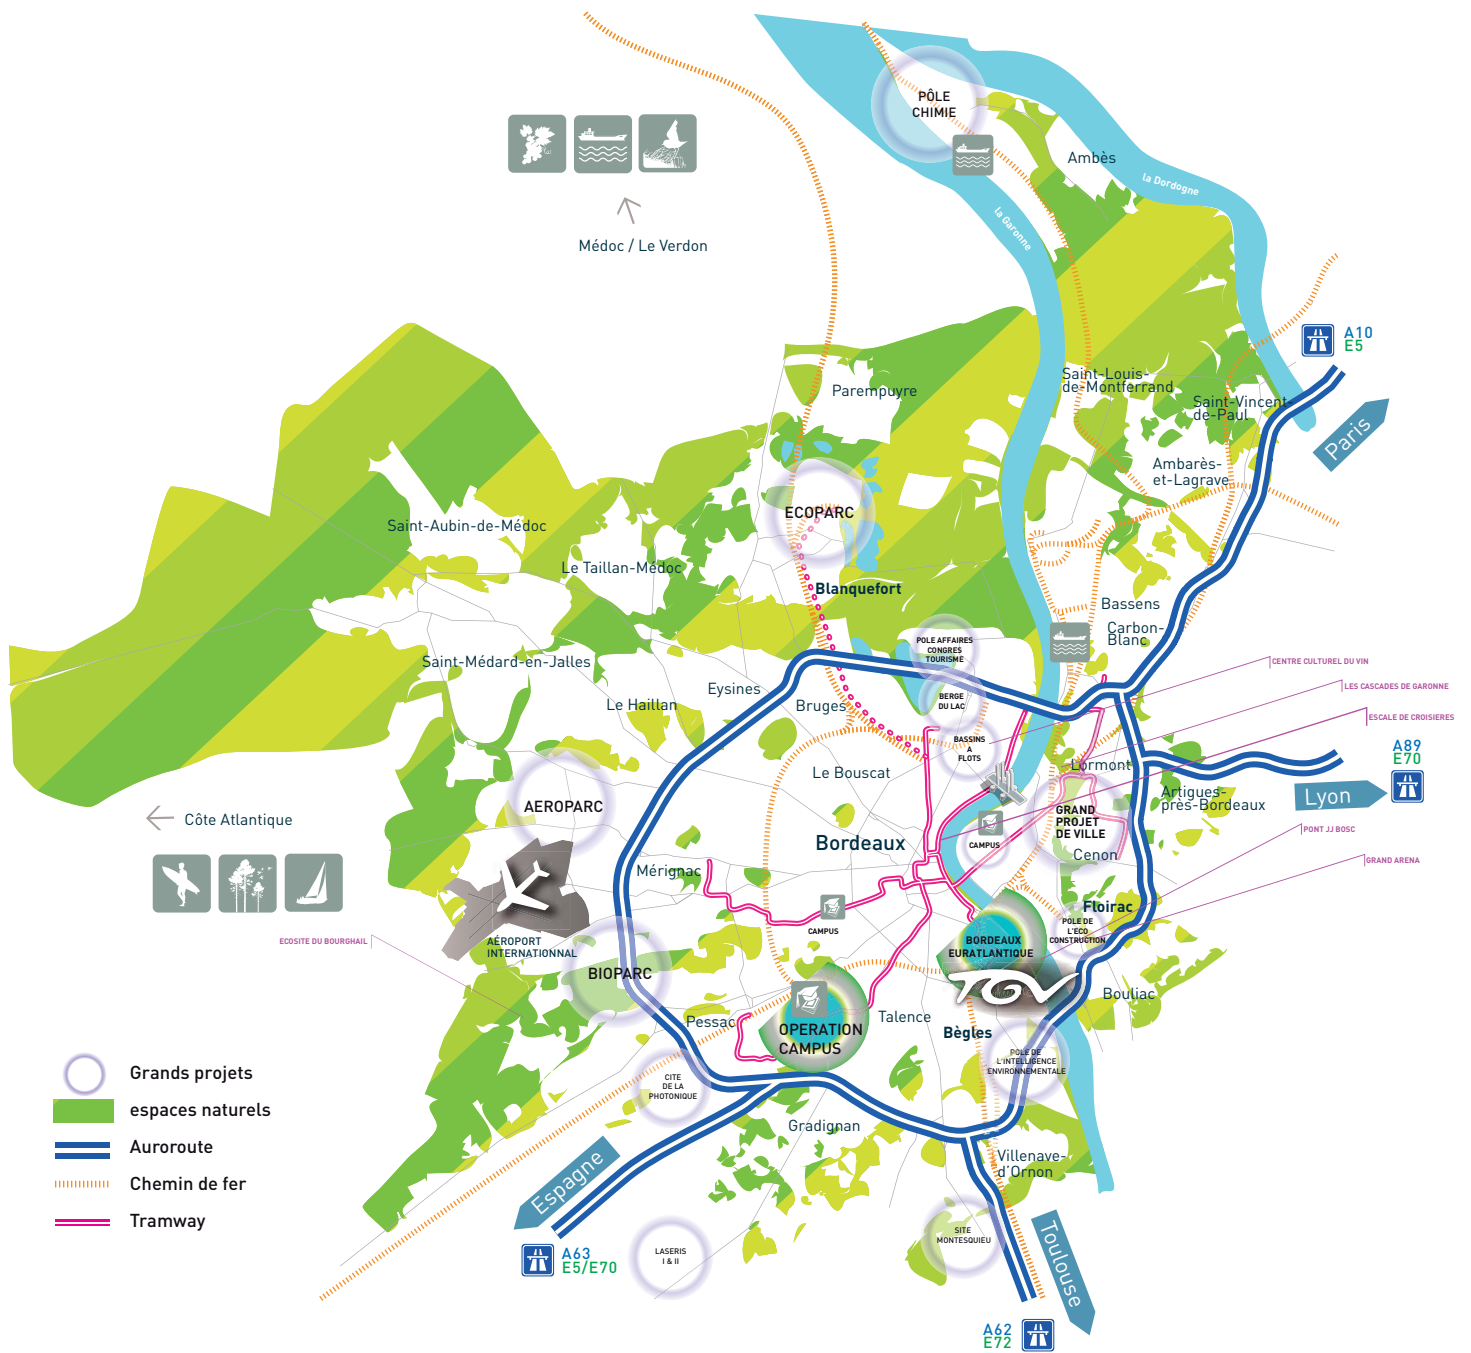 PÔLE
CHIMIE
Ambès
la Dordogne
la Garonne
Médoc / Le Verdon
A10
E5
Paris
Saint-Louis-
de-Montferrand
Saint-Vincent-
de-Paul
Parempuyre
Ambarès-
et-Lagrave
ECOPARC
Saint-Aubin-de-Médoc
Le Taillan-Médoc
Blanquefort
Bassens
Carbon-
Blanc
POLE AFFAIRES
CONGRES
TOURISME
Saint-Médard-en-Jalles
CENTRE CULTUREL DU VIN
Eysines
LES CASCADES DE GARONNE
BERGE
DU LAC
Le Haillan
Bruges
ESCALE DE CROISIERES
BASSINS
A
FLOTS
A89
E70
Lormont
Le Bouscat
Lyon
Artigues-
près-Bordeaux
AEROPARC
Côte Atlantique
GRAND
PROJET
DE VILLE
PONT JJ BOSC
Bordeaux
CAMPUS
Cenon
GRAND ARENA
Mérignac
Floirac
CAMPUS
POLE DE
L'ECO
CONSTRUCTION
ECOSITE DU BOURGHAIL
AÉROPORT
INTERNATIONNAL
BORDEAUX
EURATLANTIQUE
BIOPARC
TGV
Bouliac
Pessac
Talence
OPERATION
CAMPUS
Bègles
POLE DE
L'INTELLIGENCE
ENVIRONNEMENTALE
CITE
DE LA
PHOTONIQUE
Grands projets
espaces naturels
Auroroute
Chemin de fer
Tramway
Gradignan
Villenave-
d'Ornon
Espagne
A63
E5/E70
LASERIS
I & II
SITE
MONTESQUIEU
Toulouse
A62
E72